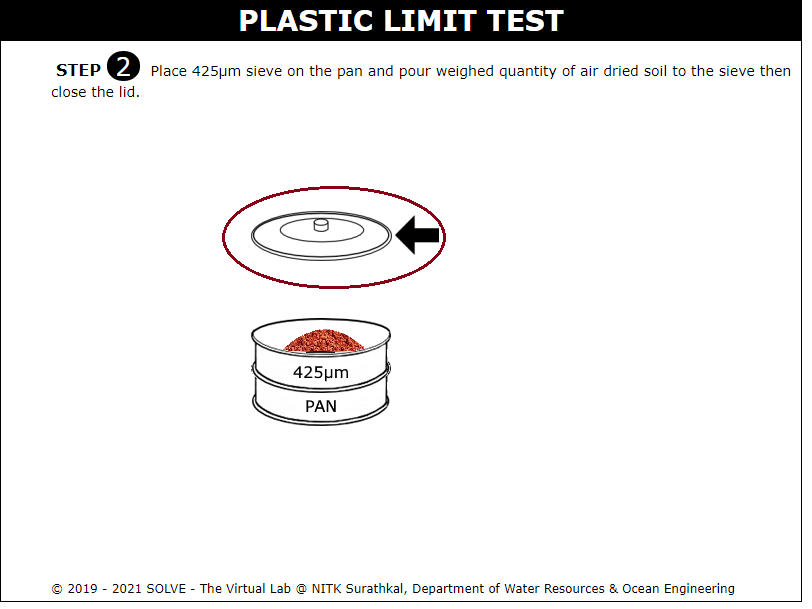 PLASTIC LIMIT TEST
STEP 2 Place 425μm sieve on the pan and pour weighed quantity of air dried soil to the sieve then
close the lid.
425μm
PAN
© 2019 - 2021 SOLVE - The Virtual Lab @ NITK Surathkal, Department of Water Resources & Ocean Engineering